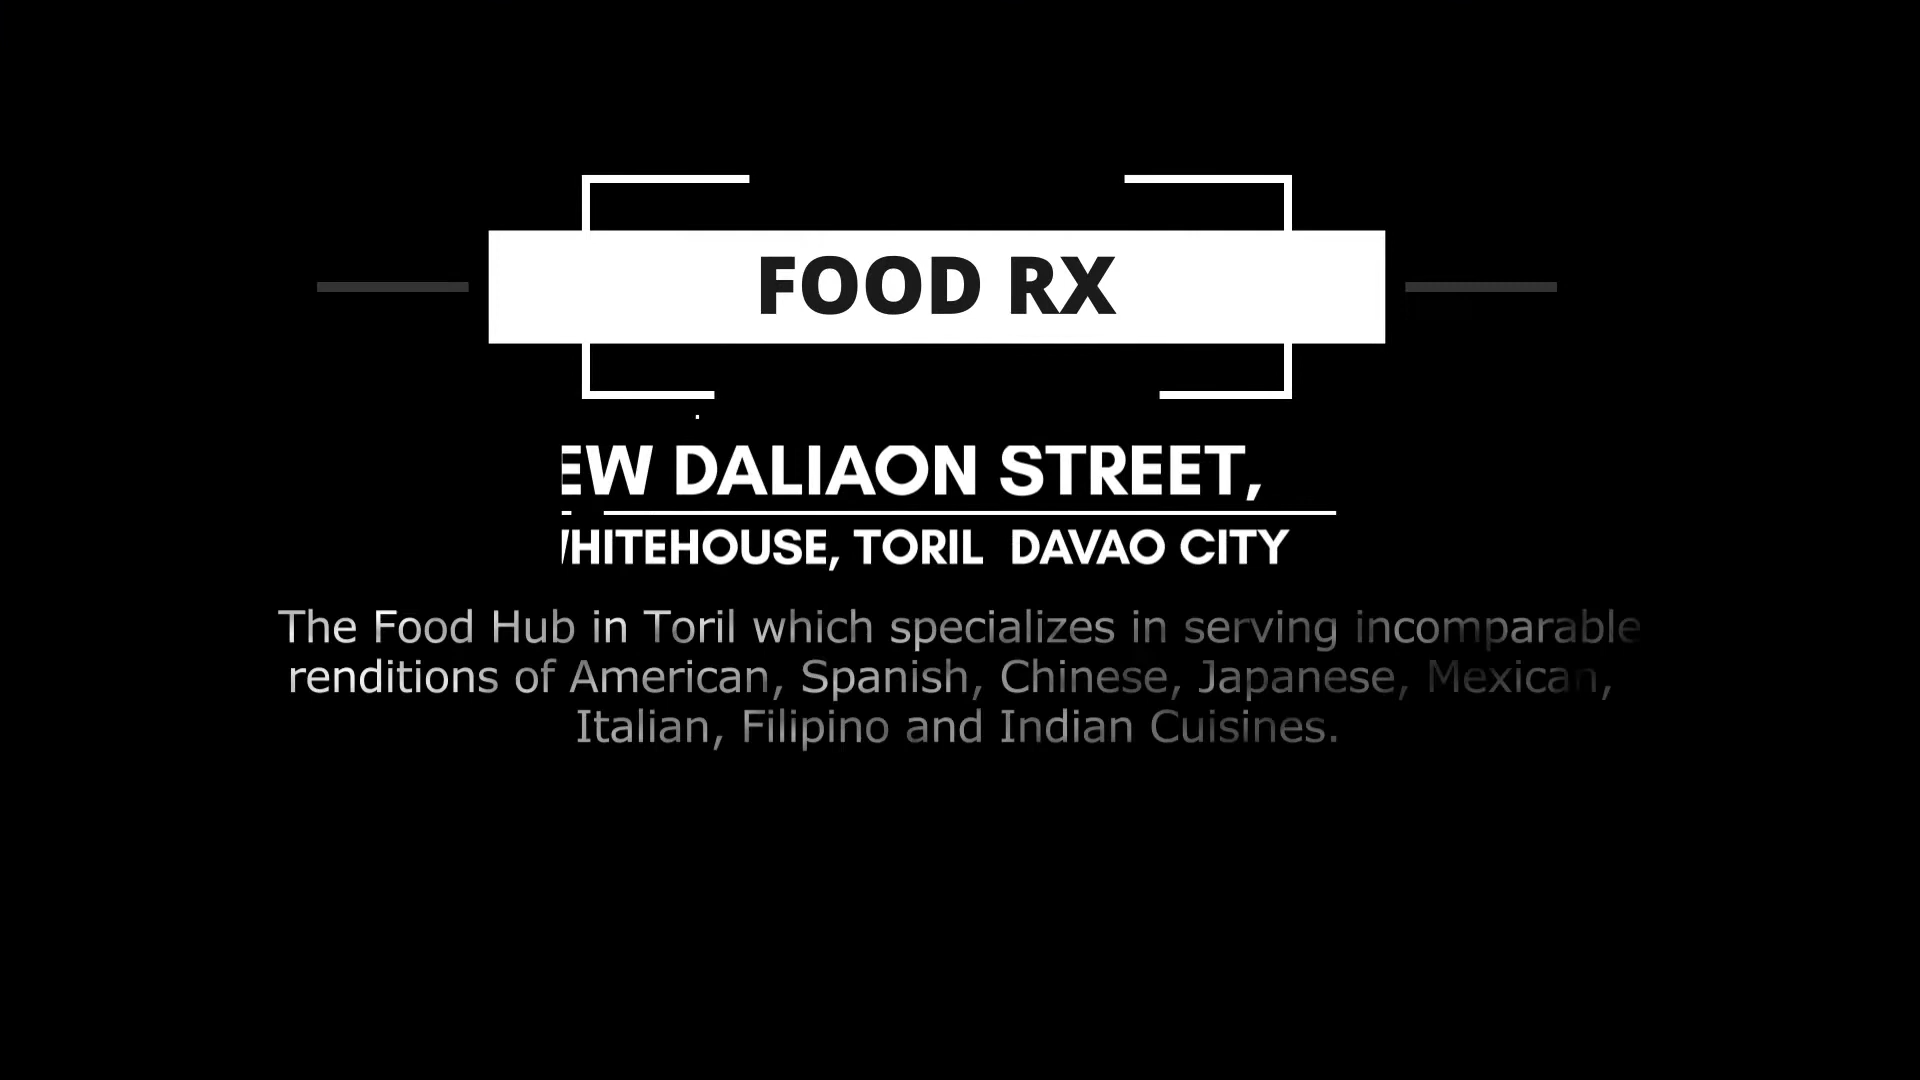 FOOD RX
EW DALIAON STREET,
WHITEHOUSE, TORIL DAVAO CITY
The Food Hub in Toril which specializes in serving incomparable
renditions of American, Spanish, Chinese, Japanese, Mexican,
Italian, Filipino and Indian Cuisines.